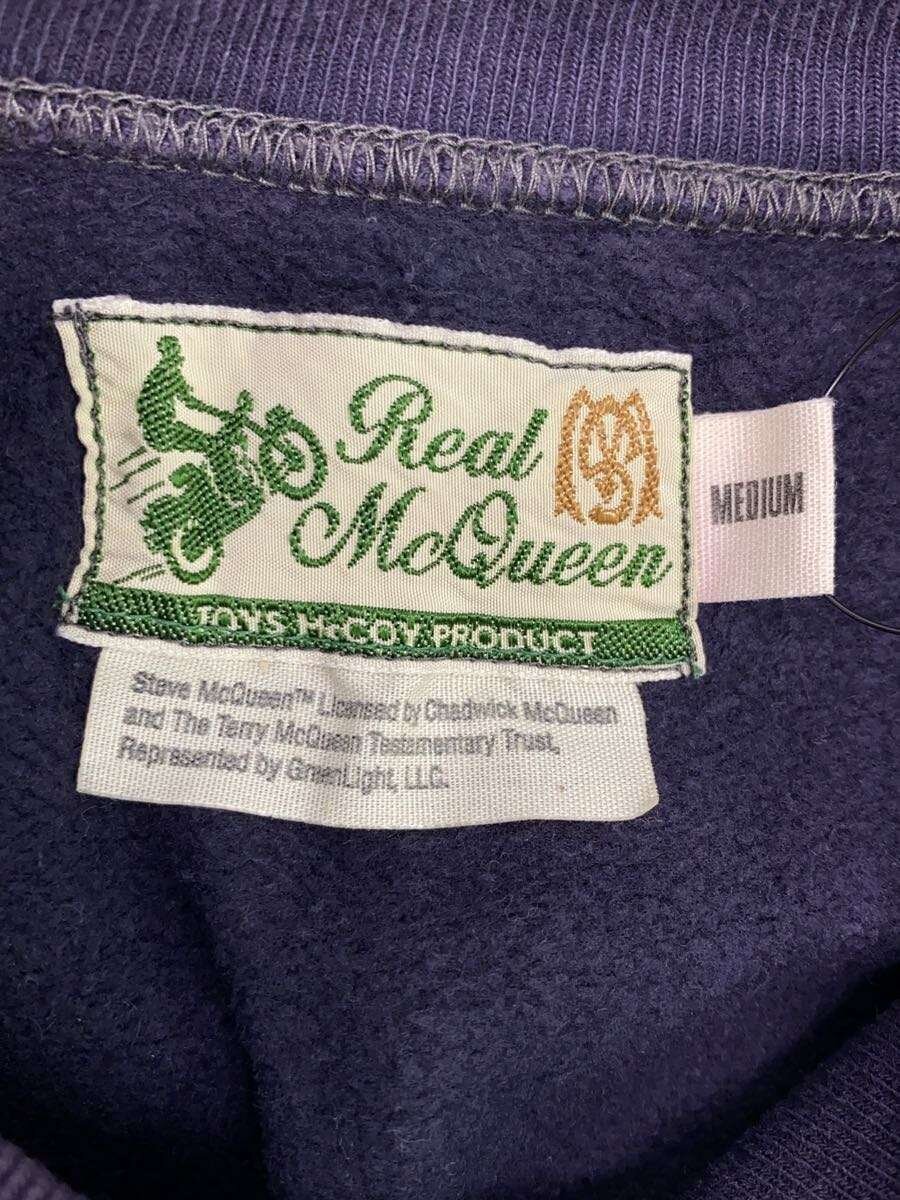 Real
McQueen
TOYS McCOY PRODUCT
MEDIUM
Steve McQueen™ Licensed by Chadwick McQueen
and The Terry McQueen Testamentary Trust,
Represented by GreenLight, LLC.